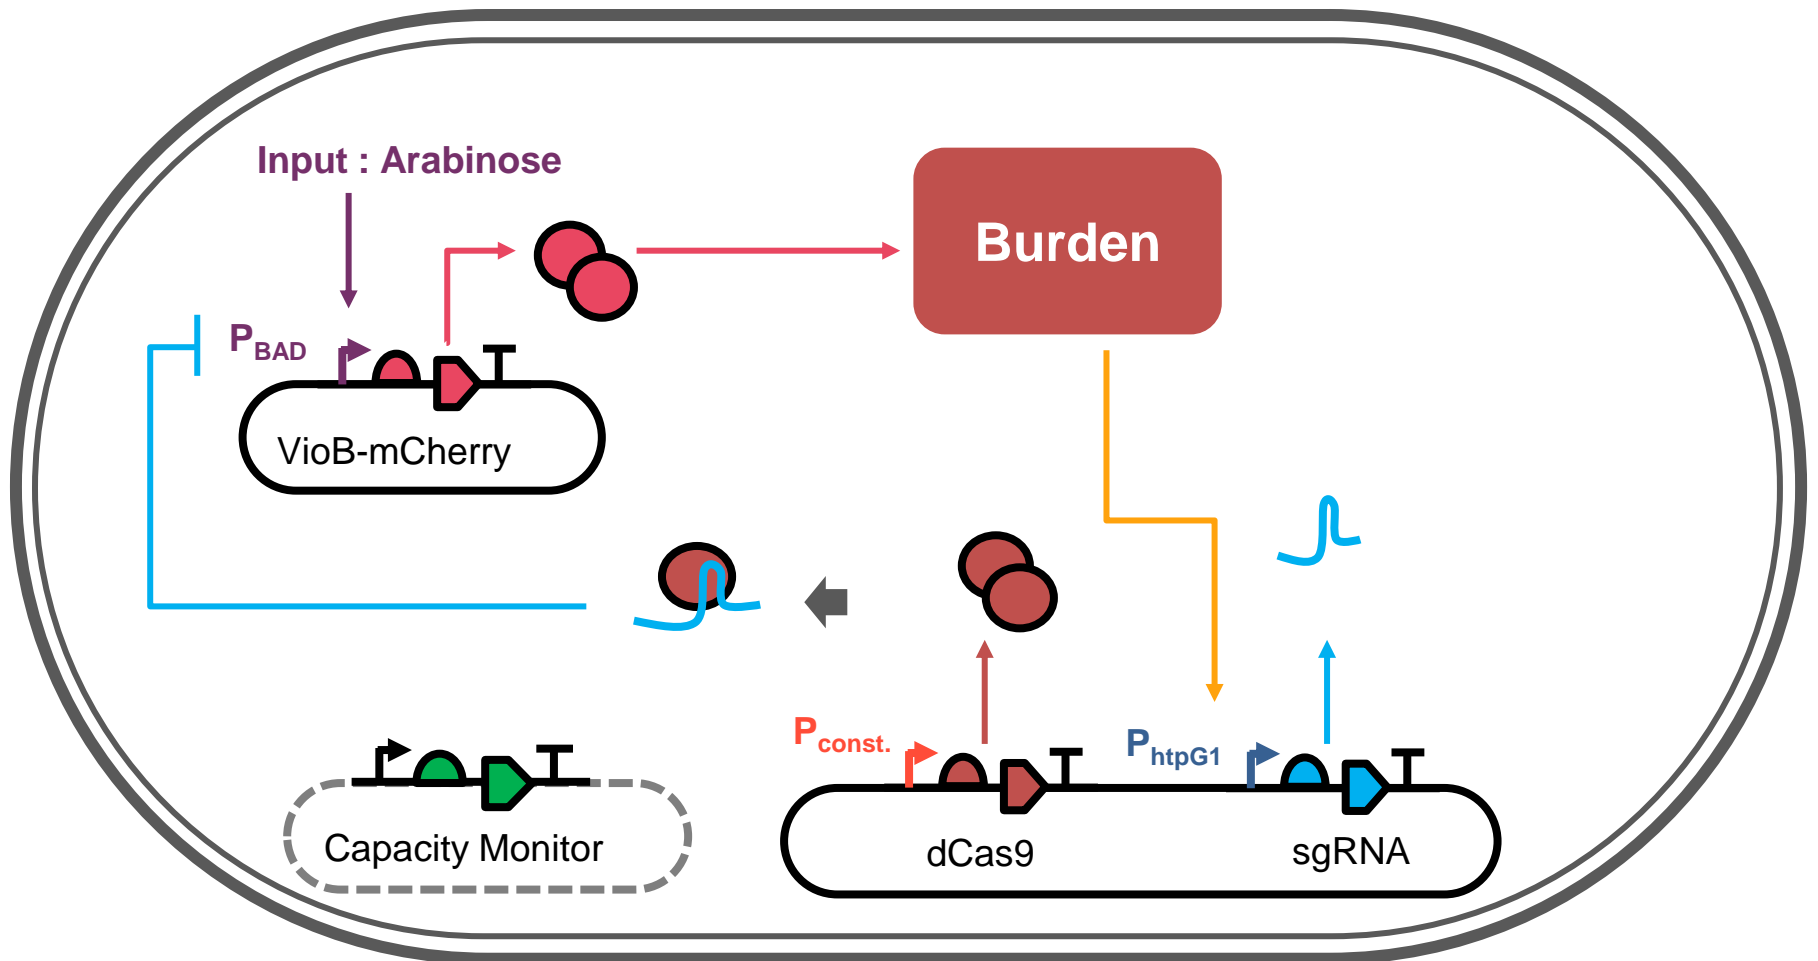 Input : Arabinose
Burden
PBAD
VioB-mCherry
Pconst.
PhtpG1
Capacity Monitor
dCas9
sgRNA